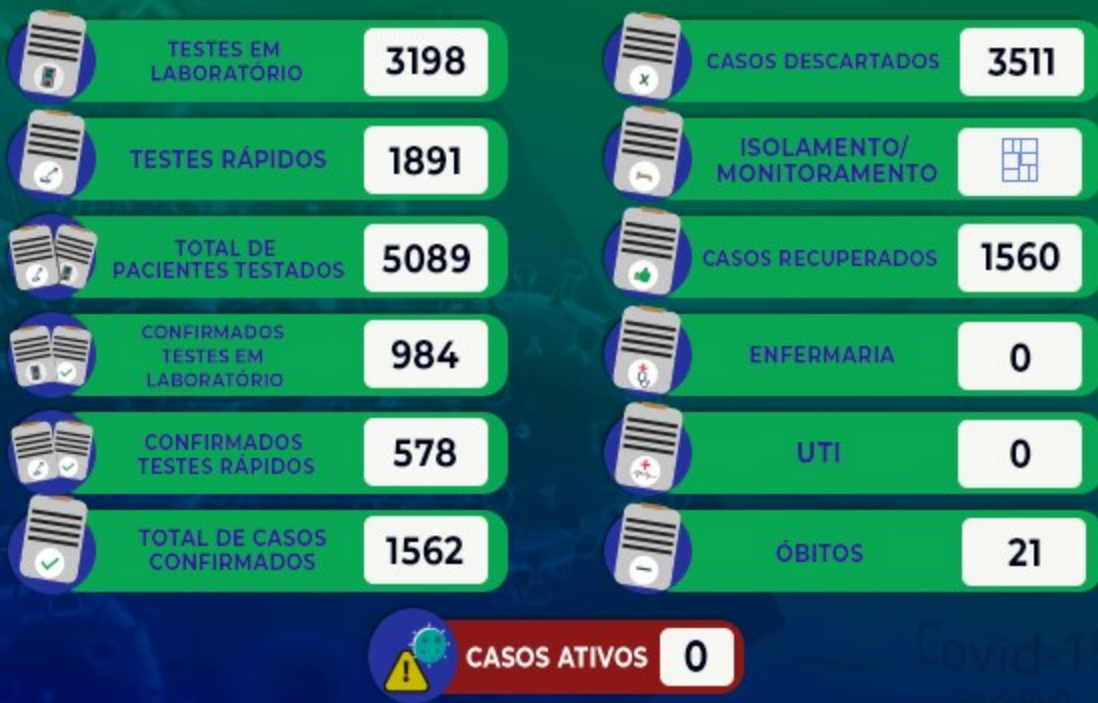 TESTES EM
LABORATÓRIO
3198
TESTES RÁPIDOS
1891
TOTAL DE
PACIENTES TESTADOS
5089
CONFIRMADOS
TESTES EM
LABORATÓRIO
984
CONFIRMADOS
TESTES RÁPIDOS
578
TOTAL DE CASOS
CONFIRMADOS
1562
CASOS DESCARTADOS
3511
ISOLAMENTO/
MONITORAMENTO
CASOS RECUPERADOS
1560
ENFERMARIA
0
UTI
0
ÓBITOS
21
CASOS ATIVOS
0